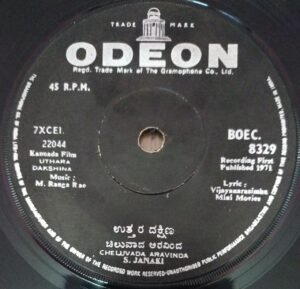 TRADE MARK
ODEON
Regd. Trade Mark of The Gramophone Co., Ltd.
45 R.P.M.
7XCEI.
22044
Kannada Film
UTHARA
DAKSHINA
Music:
M. Ranga Rao
BOEC.
8329
Recording First
Published 1971
Lyric:
Vijayanarasimha
Mini Movies
ಉತ್ತರ ದಕ್ಷಿಣ
ಚೆಲುವಾದ ಅರವಿಂದ
CHELUVADA ARAVINDA
S. JANAKI